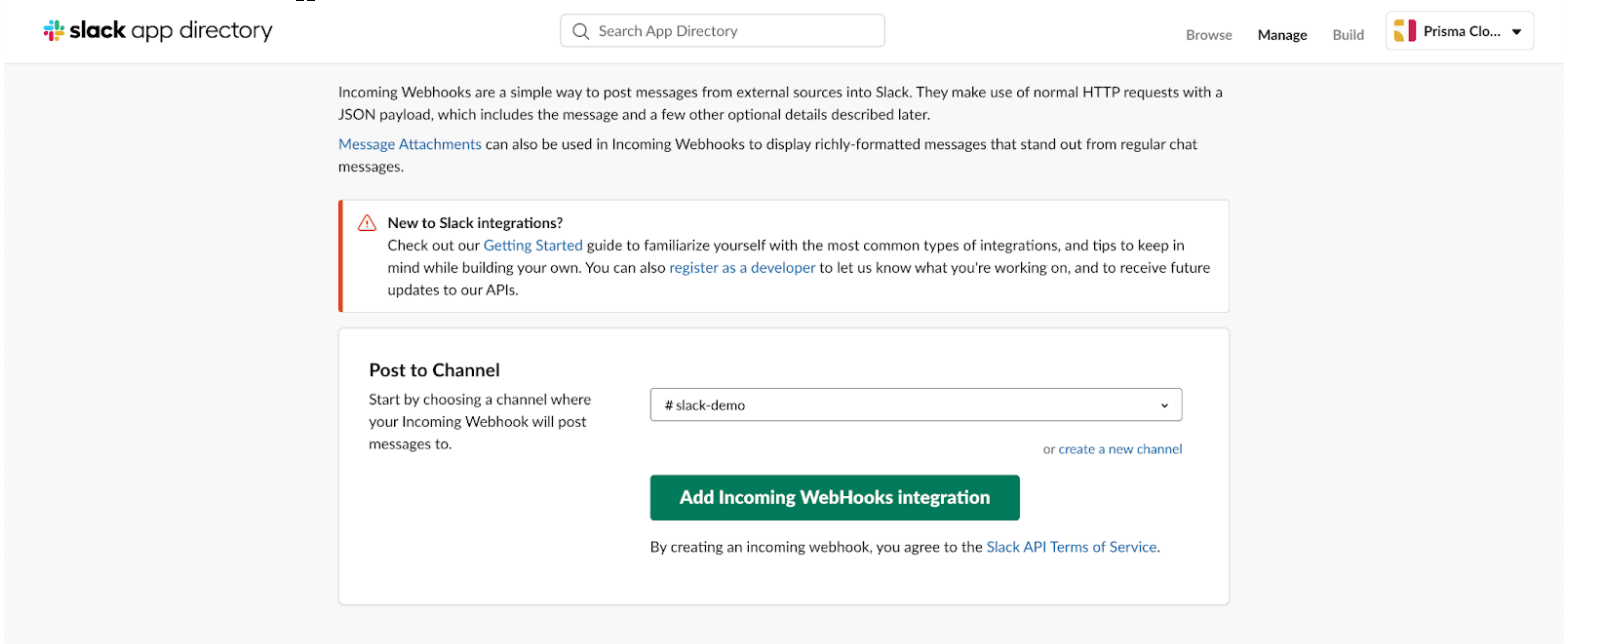 slack app directory
Search App Directory
Browse
Manage
Build
Prisma Clo...
Incoming Webhooks are a simple way to post messages from external sources into Slack. They make use of normal HTTP requests with a
JSON payload, which includes the message and a few other optional details described later.
Message Attachments can also be used in Incoming Webhooks to display richly-formatted messages that stand out from regular chat
messages.
New to Slack integrations?
Check out our Getting Started guide to familiarize yourself with the most common types of integrations, and tips to keep in
mind while building your own. You can also register as a developer to let us know what you're working on, and to receive future
updates to our APIs.
Post to Channel
Start by choosing a channel where
your Incoming Webhook will post
messages to.
# slack-demo
or create a new channel
Add Incoming WebHooks integration
By creating an incoming webhook, you agree to the Slack API Terms of Service.